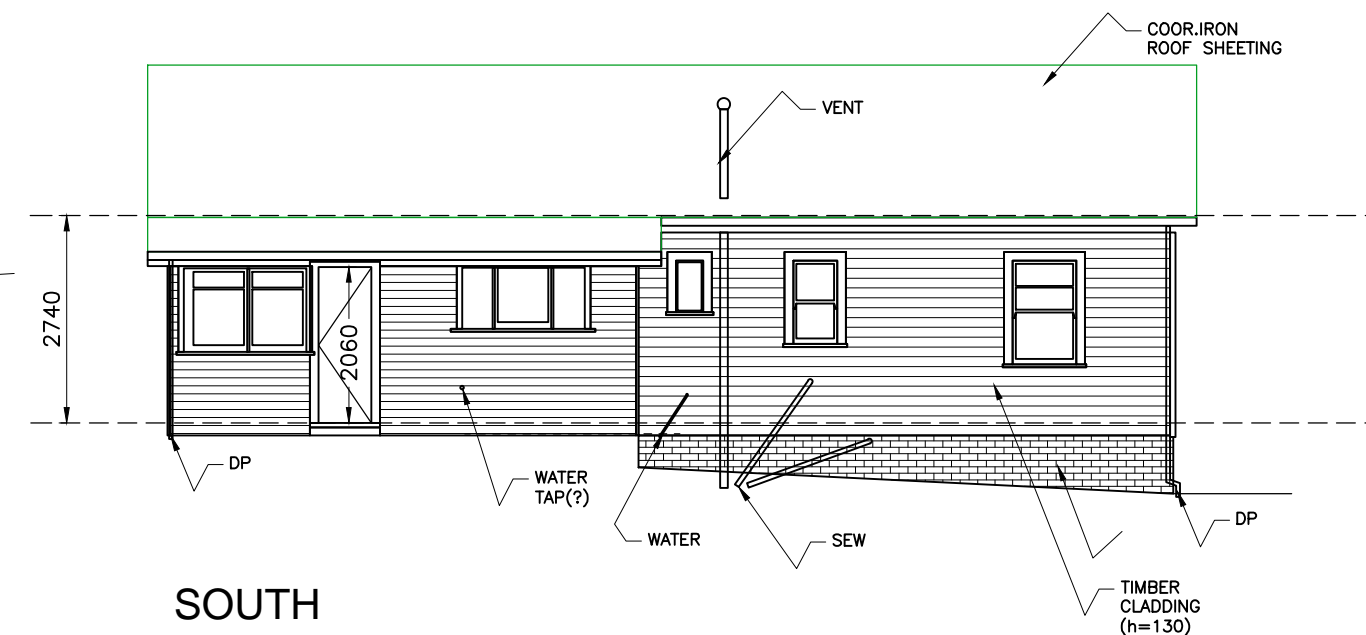 COOR.IRON
ROOF SHEETING
VENT
2740
2060
DP
WATER
TAP(?)
WATER
SEW
DP
TIMBER
CLADDING
(h=130)
SOUTH